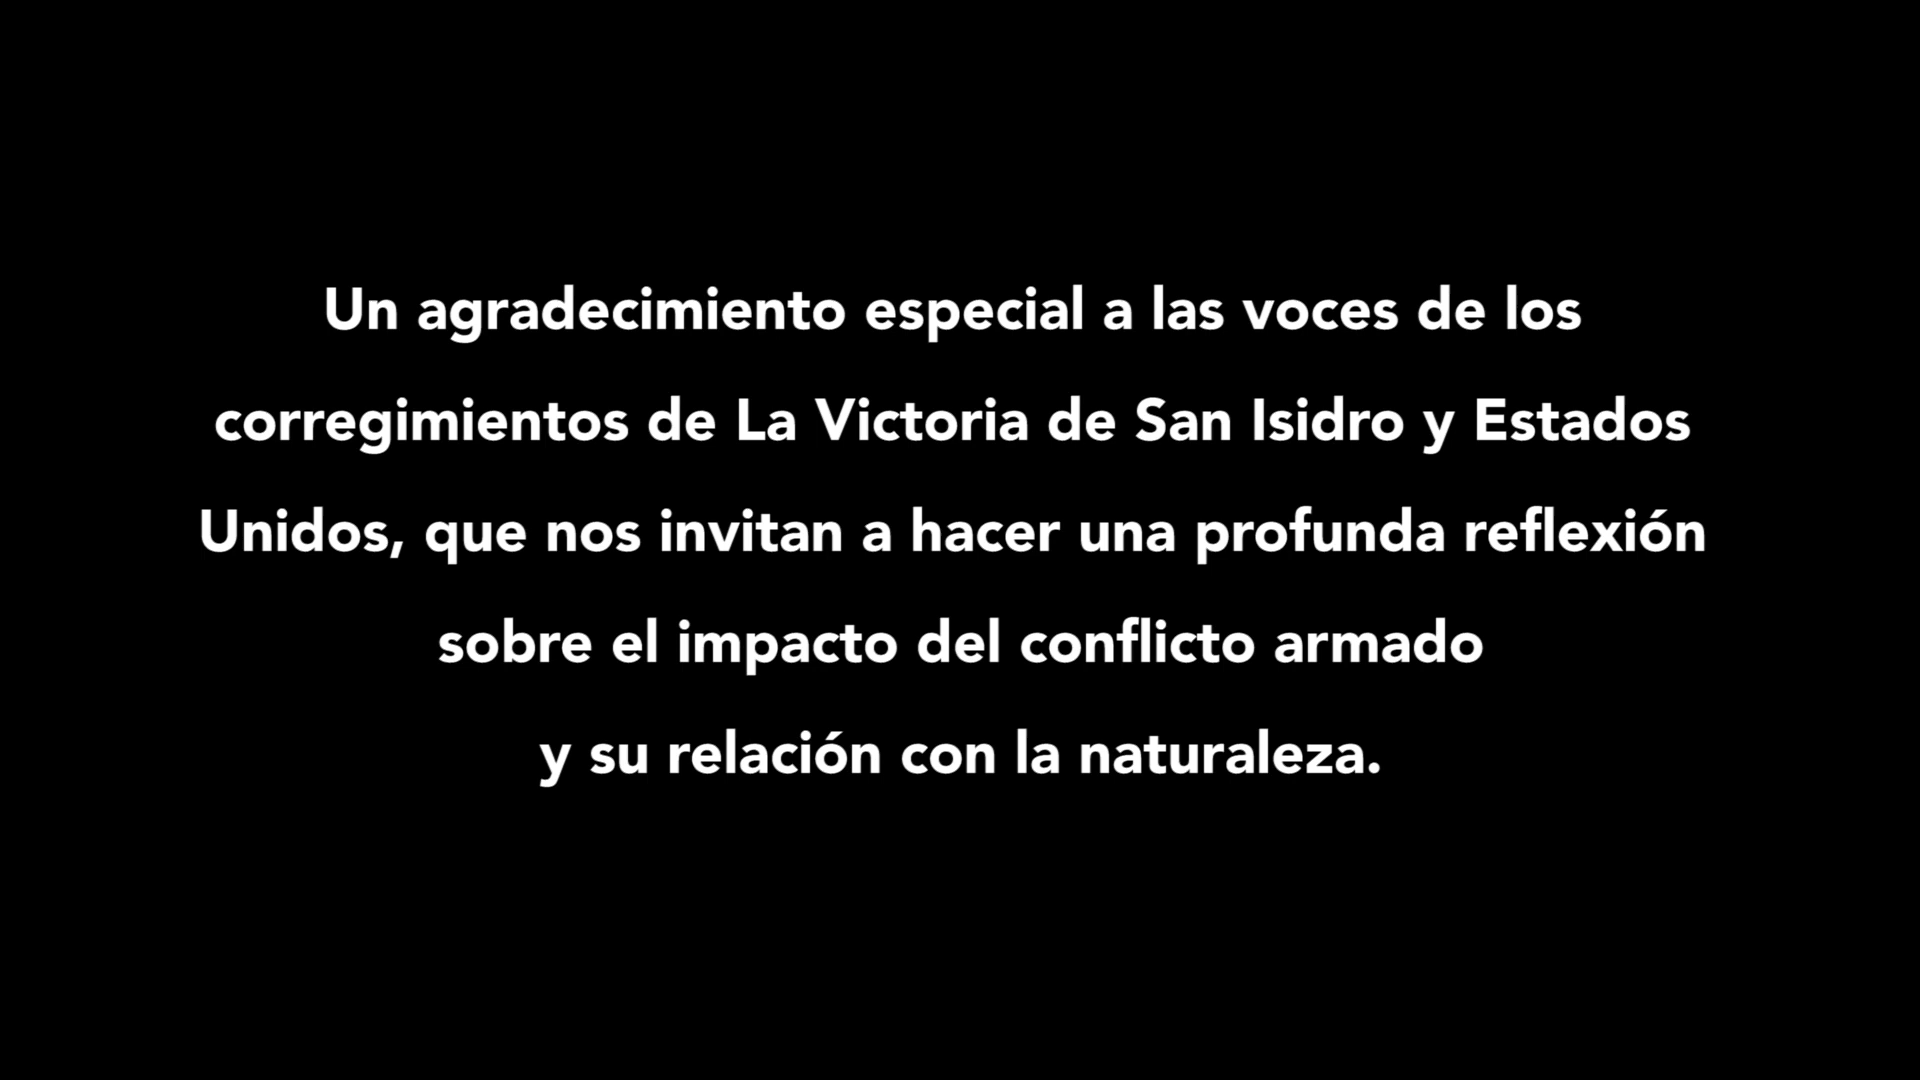 Un agradecimiento especial a las voces de los
corregimientos de La Victoria de San Isidro y Estados
Unidos, que nos invitan a hacer una profunda reflexión
sobre el impacto del conflicto armado
y su relación con la naturaleza.